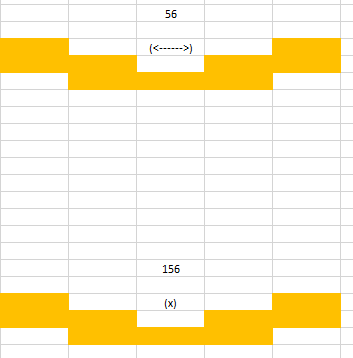 56
(<------>)
156
(x)